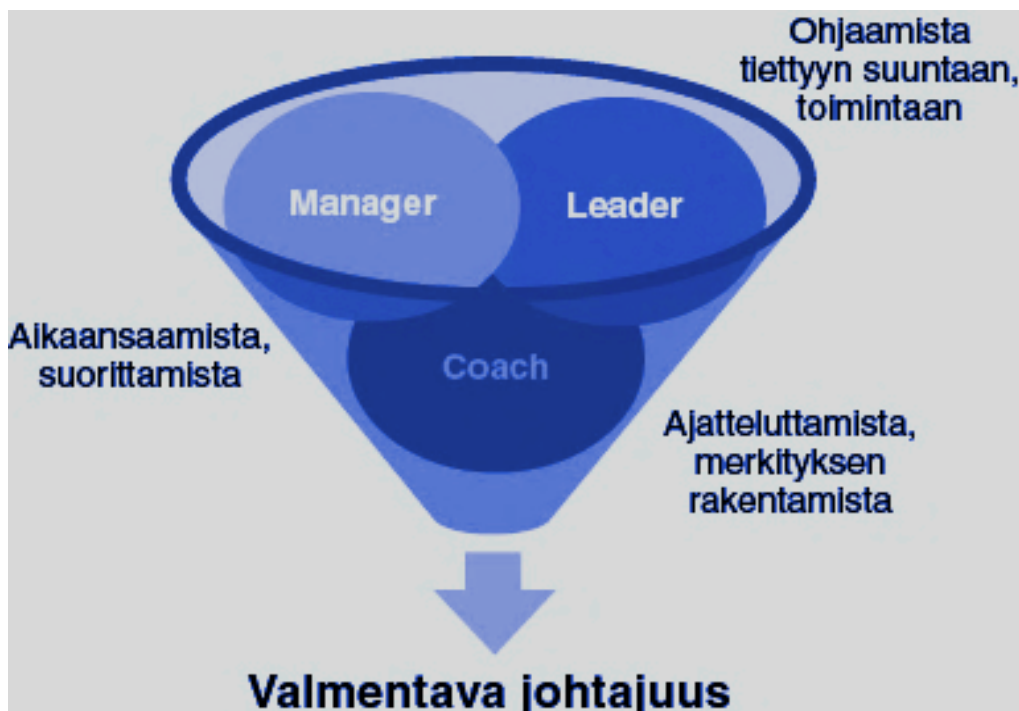 Ohjaamista
tiettyyn suuntaan,
toimintaan
Manager
Leader
Aikaansaamista,
suorittamista
Coach
Ajatteluttamista,
merkityksen
rakentamista
Valmentava johtajuus